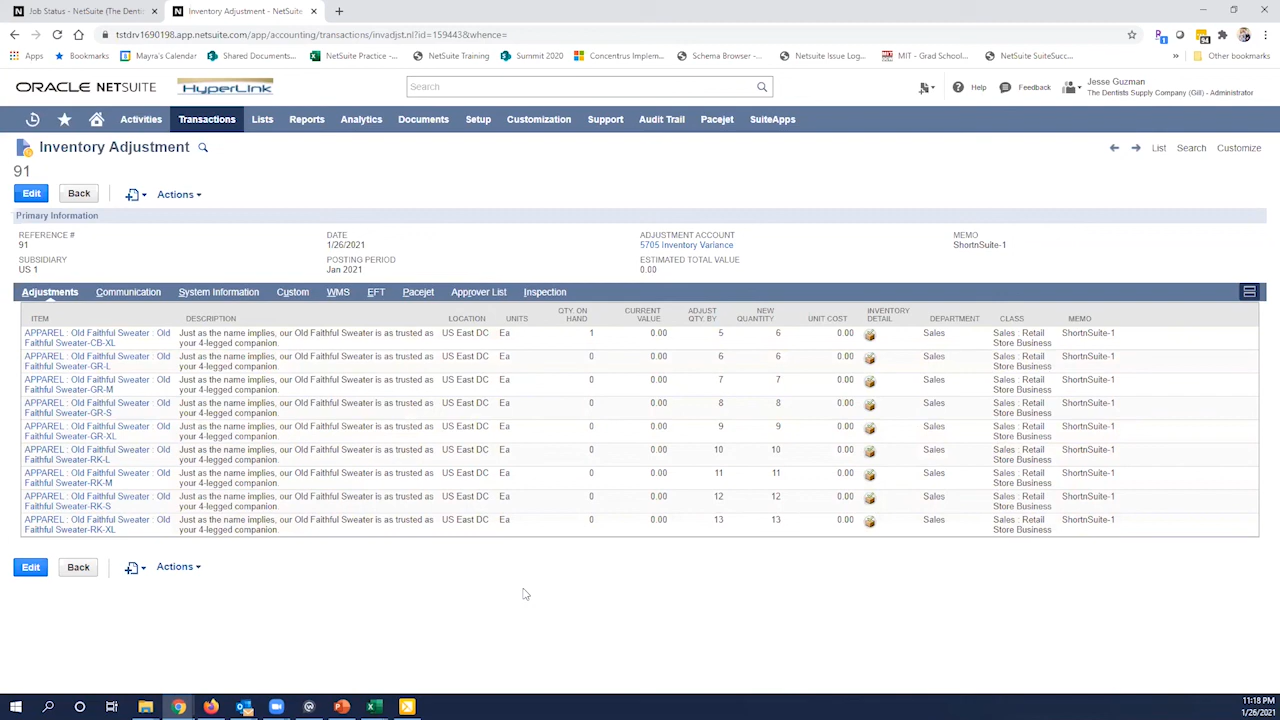 Job Status - NetSuite (The Denti
Inventory Adjustment - NetSuite
tstdrv1690198.app.netsuite.com/app/accounting/transactions/invadjst.nl?id=159443&whence=
Apps
Bookmarks
Mayra's Calendar
Shared Documents...
NetSuite Practice -...
NetSuite Training
Summit 2020
Concentrus Implem...
Schema Browser -...
Netsuite Issue Log...
MIT - Grad School...
NetSuite SuiteSucc...
Other bookmarks
ORACLE NETSUITE
HyperLink
Search
Help
Feedback
Jesse Guzman
The Dentists Supply Company (Gill) - Administrator
Activities Transactions Lists Reports Analytics Documents Setup Customization Support Audit Trail Pacejet SuiteApps
Inventory Adjustment
List Search Customize
91
Edit Back Actions
Primary Information
REFERENCE # DATE ADJUSTMENT ACCOUNT MEMO
91 1/26/2021 5705 Inventory Variance ShortnSuite-1
SUBSIDIARY POSTING PERIOD ESTIMATED TOTAL VALUE
US 1 Jan 2021 0.00
Adjustments Communication System Information Custom WMS EFT Pacejet Approver List Inspection
ITEM DESCRIPTION LOCATION UNITS QTY. ON HAND CURRENT VALUE ADJUST QTY. BY NEW QUANTITY UNIT COST INVENTORY DETAIL DEPARTMENT CLASS MEMO
APPAREL : Old Faithful Sweater : Old Just as the name implies, our Old Faithful Sweater is as trusted as US East DC Ea 1 0.00 5 6 0.00 Sales Sales : Retail ShortnSuite-1
Faithful Sweater-CB-XL your 4-legged companion. Store Business
APPAREL : Old Faithful Sweater : Old Just as the name implies, our Old Faithful Sweater is as trusted as US East DC Ea 0 0.00 6 6 0.00 Sales Sales : Retail ShortnSuite-1
Faithful Sweater-GR-L your 4-legged companion. Store Business
APPAREL : Old Faithful Sweater : Old Just as the name implies, our Old Faithful Sweater is as trusted as US East DC Ea 0 0.00 7 7 0.00 Sales Sales : Retail ShortnSuite-1
Faithful Sweater-GR-M your 4-legged companion. Store Business
APPAREL : Old Faithful Sweater : Old Just as the name implies, our Old Faithful Sweater is as trusted as US East DC Ea 0 0.00 8 8 0.00 Sales Sales : Retail ShortnSuite-1
Faithful Sweater-GR-S your 4-legged companion. Store Business
APPAREL : Old Faithful Sweater : Old Just as the name implies, our Old Faithful Sweater is as trusted as US East DC Ea 0 0.00 9 9 0.00 Sales Sales : Retail ShortnSuite-1
Faithful Sweater-GR-XL your 4-legged companion. Store Business
APPAREL : Old Faithful Sweater : Old Just as the name implies, our Old Faithful Sweater is as trusted as US East DC Ea 0 0.00 10 10 0.00 Sales Sales : Retail ShortnSuite-1
Faithful Sweater-RK-L your 4-legged companion. Store Business
APPAREL : Old Faithful Sweater : Old Just as the name implies, our Old Faithful Sweater is as trusted as US East DC Ea 0 0.00 11 11 0.00 Sales Sales : Retail ShortnSuite-1
Faithful Sweater-RK-M your 4-legged companion. Store Business
APPAREL : Old Faithful Sweater : Old Just as the name implies, our Old Faithful Sweater is as trusted as US East DC Ea 0 0.00 12 12 0.00 Sales Sales : Retail ShortnSuite-1
Faithful Sweater-RK-S your 4-legged companion. Store Business
APPAREL : Old Faithful Sweater : Old Just as the name implies, our Old Faithful Sweater is as trusted as US East DC Ea 0 0.00 13 13 0.00 Sales Sales : Retail ShortnSuite-1
Faithful Sweater-RK-XL your 4-legged companion. Store Business
Edit Back Actions
11:18 PM
1/26/2021